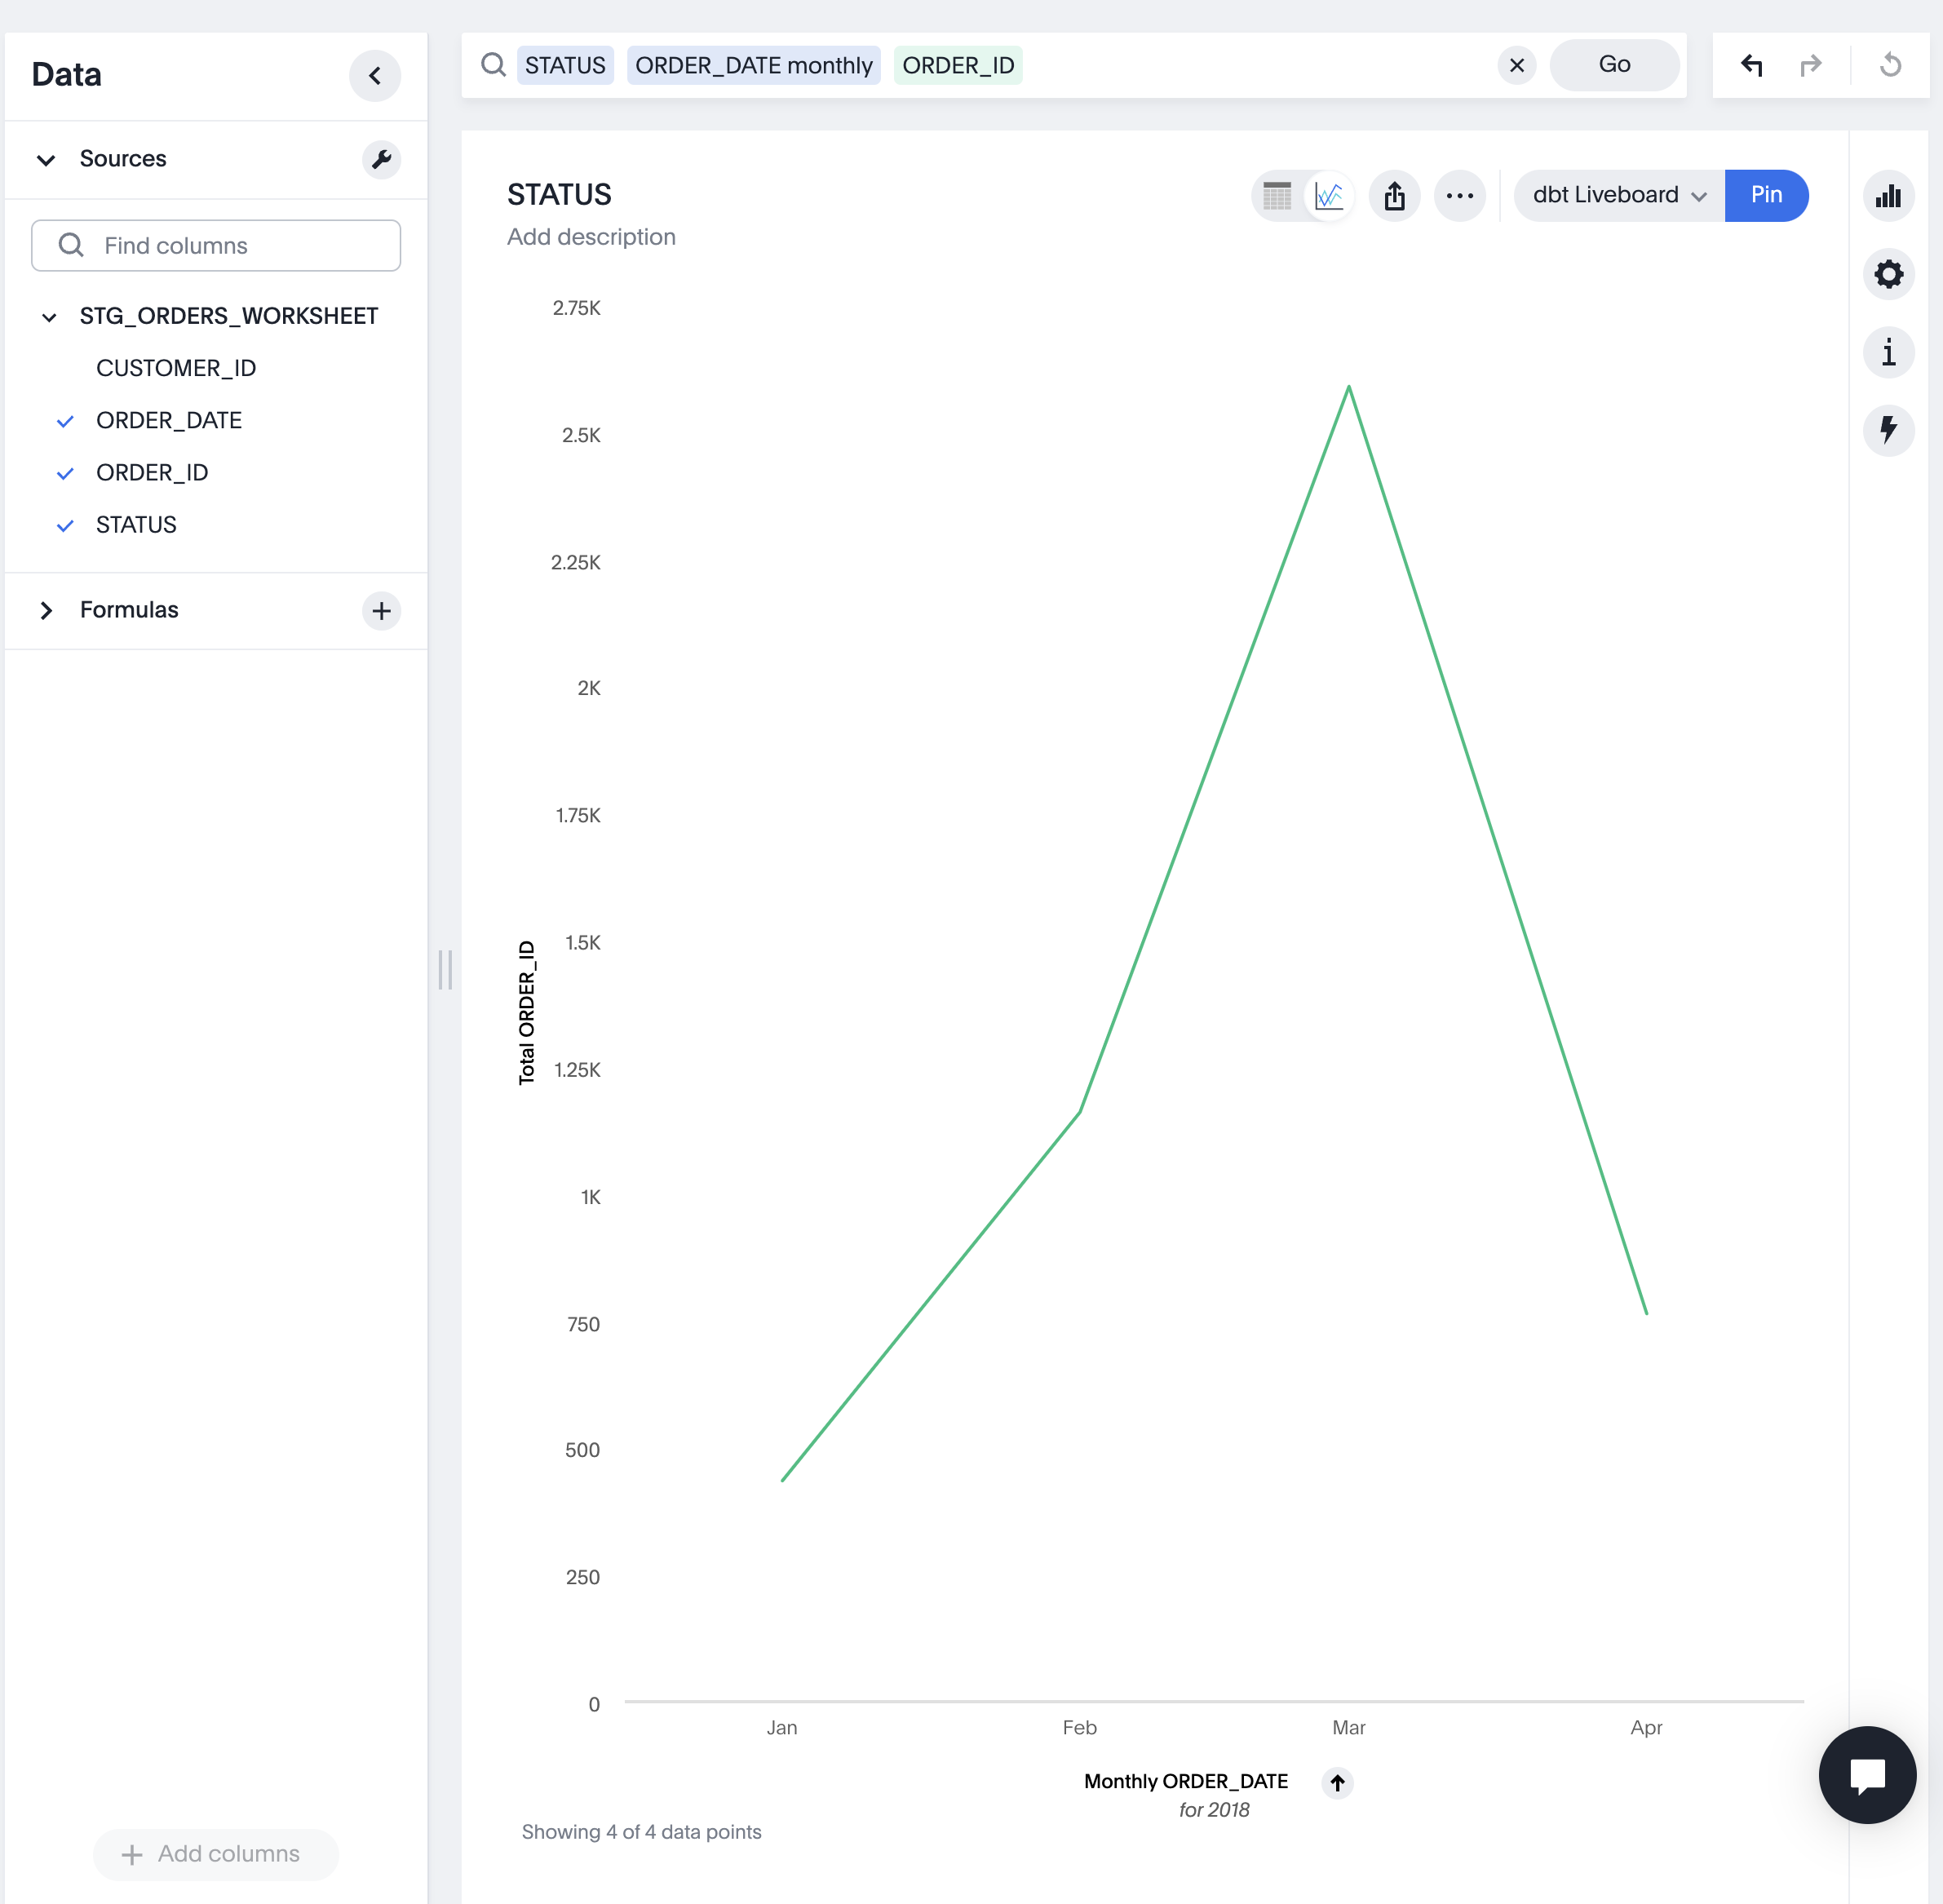 Data
Sources
Find columns
STG_ORDERS_WORKSHEET
CUSTOMER_ID
ORDER_DATE
ORDER_ID
STATUS
Formulas
Add columns
STATUS ORDER_DATE monthly ORDER_ID
Go
STATUS
Add description
dbt Liveboard
Pin
2.75K
2.5K
2.25K
2K
1.75K
1.5K
1.25K
1K
750
500
250
0
Total ORDER_ID
Jan Feb Mar Apr
Monthly ORDER_DATE
for 2018
Showing 4 of 4 data points